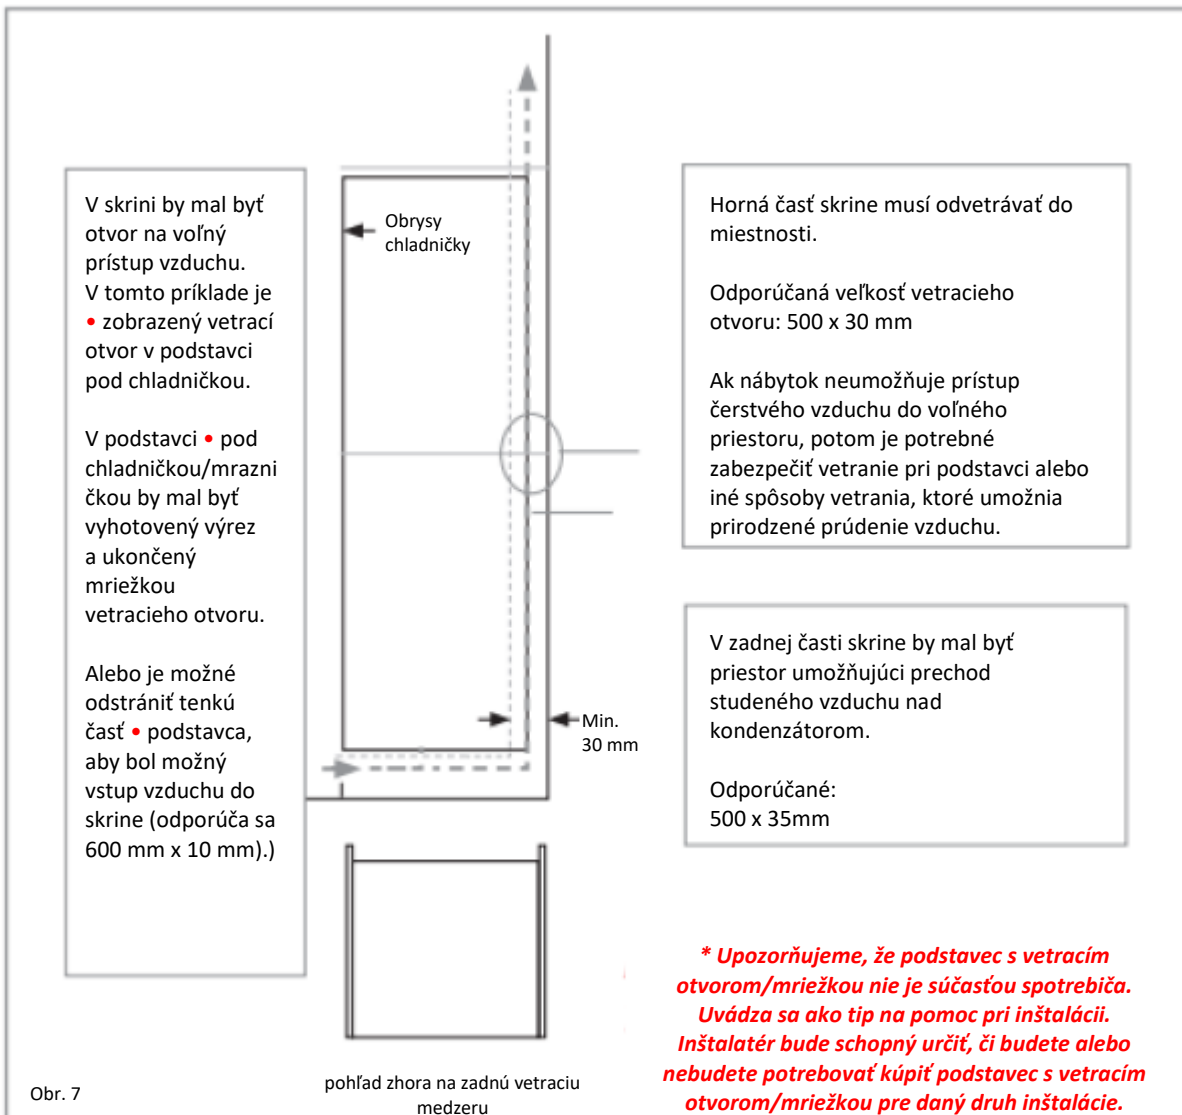 V skrini by mal byť
otvor na voľný
prístup vzduchu.
V tomto príklade je
• zobrazený vetrací
otvor v podstavci
pod chladničkou.
V podstavci • pod
chladničkou/mrazni
čkou by mal byť
vyhotovený výrez
a ukončený
mriežkou
vetracieho otvoru.
Alebo je možné
odstrániť tenkú
časť • podstavca,
aby bol možný
vstup vzduchu do
skrine (odporúča sa
600 mm x 10 mm).)
Obrysy
chladničky
Min.
30 mm
Horná časť skrine musí odvetrávať do
miestnosti.
Odporúčaná veľkosť vetracieho
otvoru: 500 x 30 mm
Ak nábytok neumožňuje prístup
čerstvého vzduchu do voľného
priestoru, potom je potrebné
zabezpečiť vetranie pri podstavci alebo
iné spôsoby vetrania, ktoré umožnia
prirodzené prúdenie vzduchu.
V zadnej časti skrine by mal byť
priestor umožňujúci prechod
studeného vzduchu nad
kondenzátorom.
Odporúčané:
500 x 35mm
* Upozorňujeme, že podstavec s vetracím
otvorom/mriežkou nie je súčasťou spotrebiča.
Uvádza sa ako tip na pomoc pri inštalácii.
Inštalatér bude schopný určiť, či budete alebo
nebudete potrebovať kúpiť podstavec s vetracím
otvorom/mriežkou pre daný druh inštalácie.
Obr. 7
pohľad zhora na zadnú vetraciu
medzeru